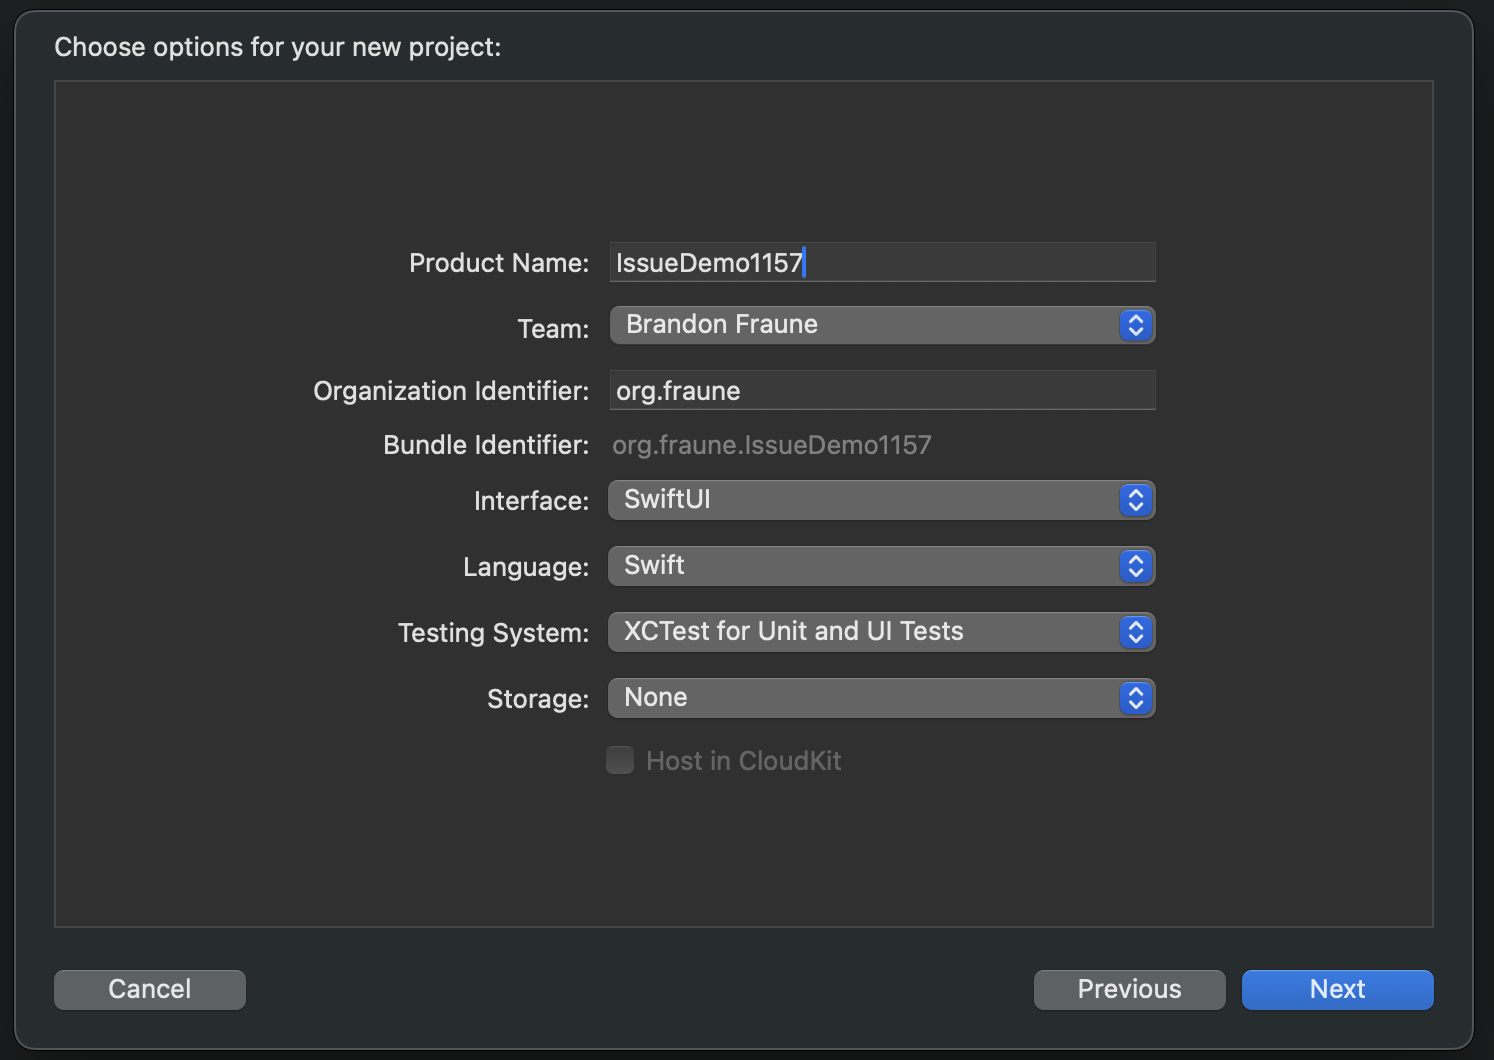 Choose options for your new project:
Product Name: IssueDemo1157
Team: Brandon Fraune
Organization Identifier: org.fraune
Bundle Identifier: org.fraune.IssueDemo1157
Interface: SwiftUI
Language: Swift
Testing System: XCTest for Unit and UI Tests
Storage: None
Host in CloudKit
Cancel Previous Next